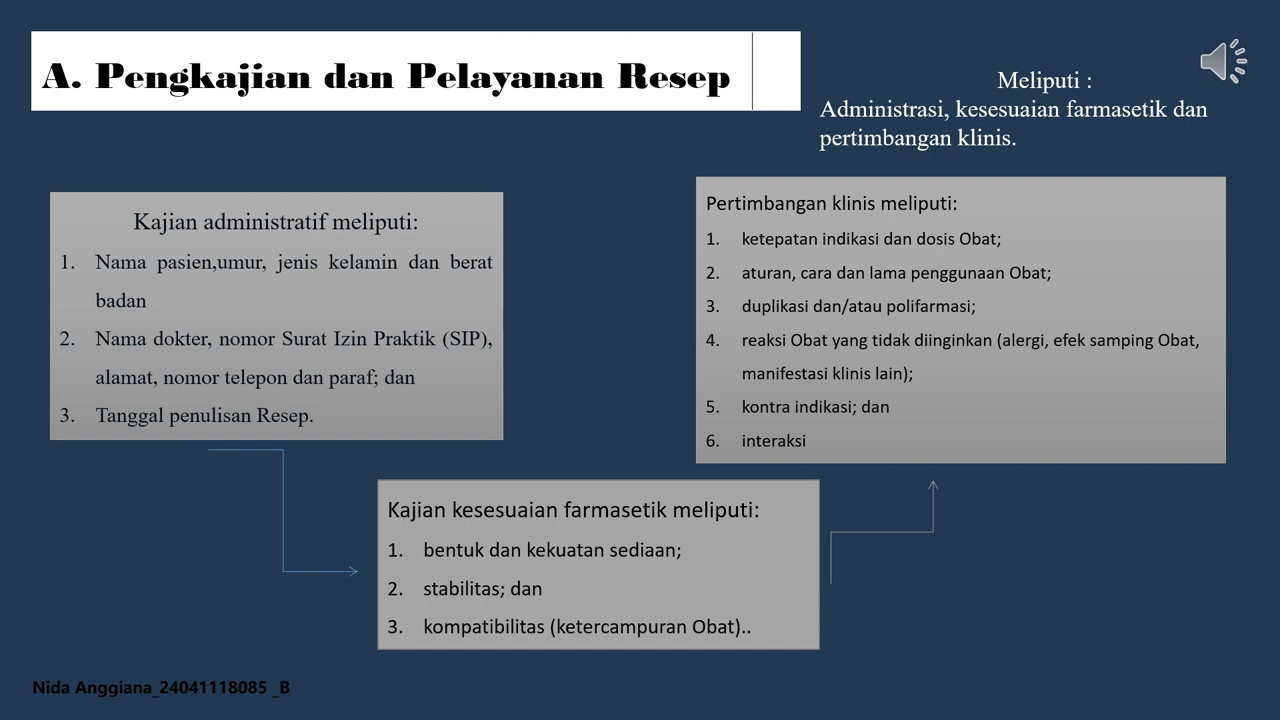 A. Pengkajian dan Pelayanan Resep
Meliputi :
Administrasi, kesesuaian farmasetik dan
pertimbangan klinis.
Kajian administratif meliputi:
1. Nama pasien,umur, jenis kelamin dan berat
badan
2. Nama dokter, nomor Surat Izin Praktik (SIP),
alamat, nomor telepon dan paraf; dan
3. Tanggal penulisan Resep.
Kajian kesesuaian farmasetik meliputi:
1. bentuk dan kekuatan sediaan;
2. stabilitas; dan
3. kompatibilitas (ketercampuran Obat)..
Pertimbangan klinis meliputi:
1. ketepatan indikasi dan dosis Obat;
2. aturan, cara dan lama penggunaan Obat;
3. duplikasi dan/atau polifarmasi;
4. reaksi Obat yang tidak diinginkan (alergi, efek samping Obat,
manifestasi klinis lain);
5. kontra indikasi; dan
6. interaksi
Nida Anggiana_24041118085 _B